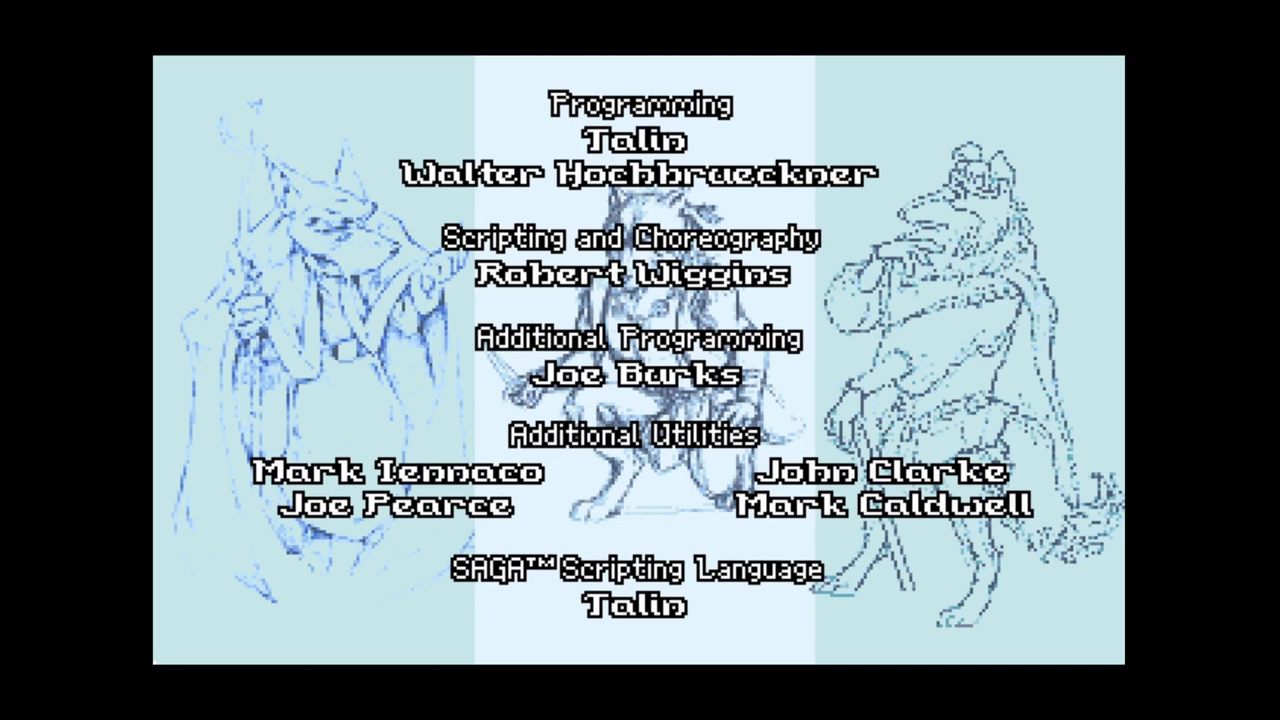 Programming
Talin
Walter Hochbrueckner
Scripting and Choreography
Robert Wiggins
Additional Programming
Joe Burks
Additional Utilities
Mark Iennaco John Clarke
Joe Pearce Mark Caldwell
SAGA™ Scripting Language
Talin